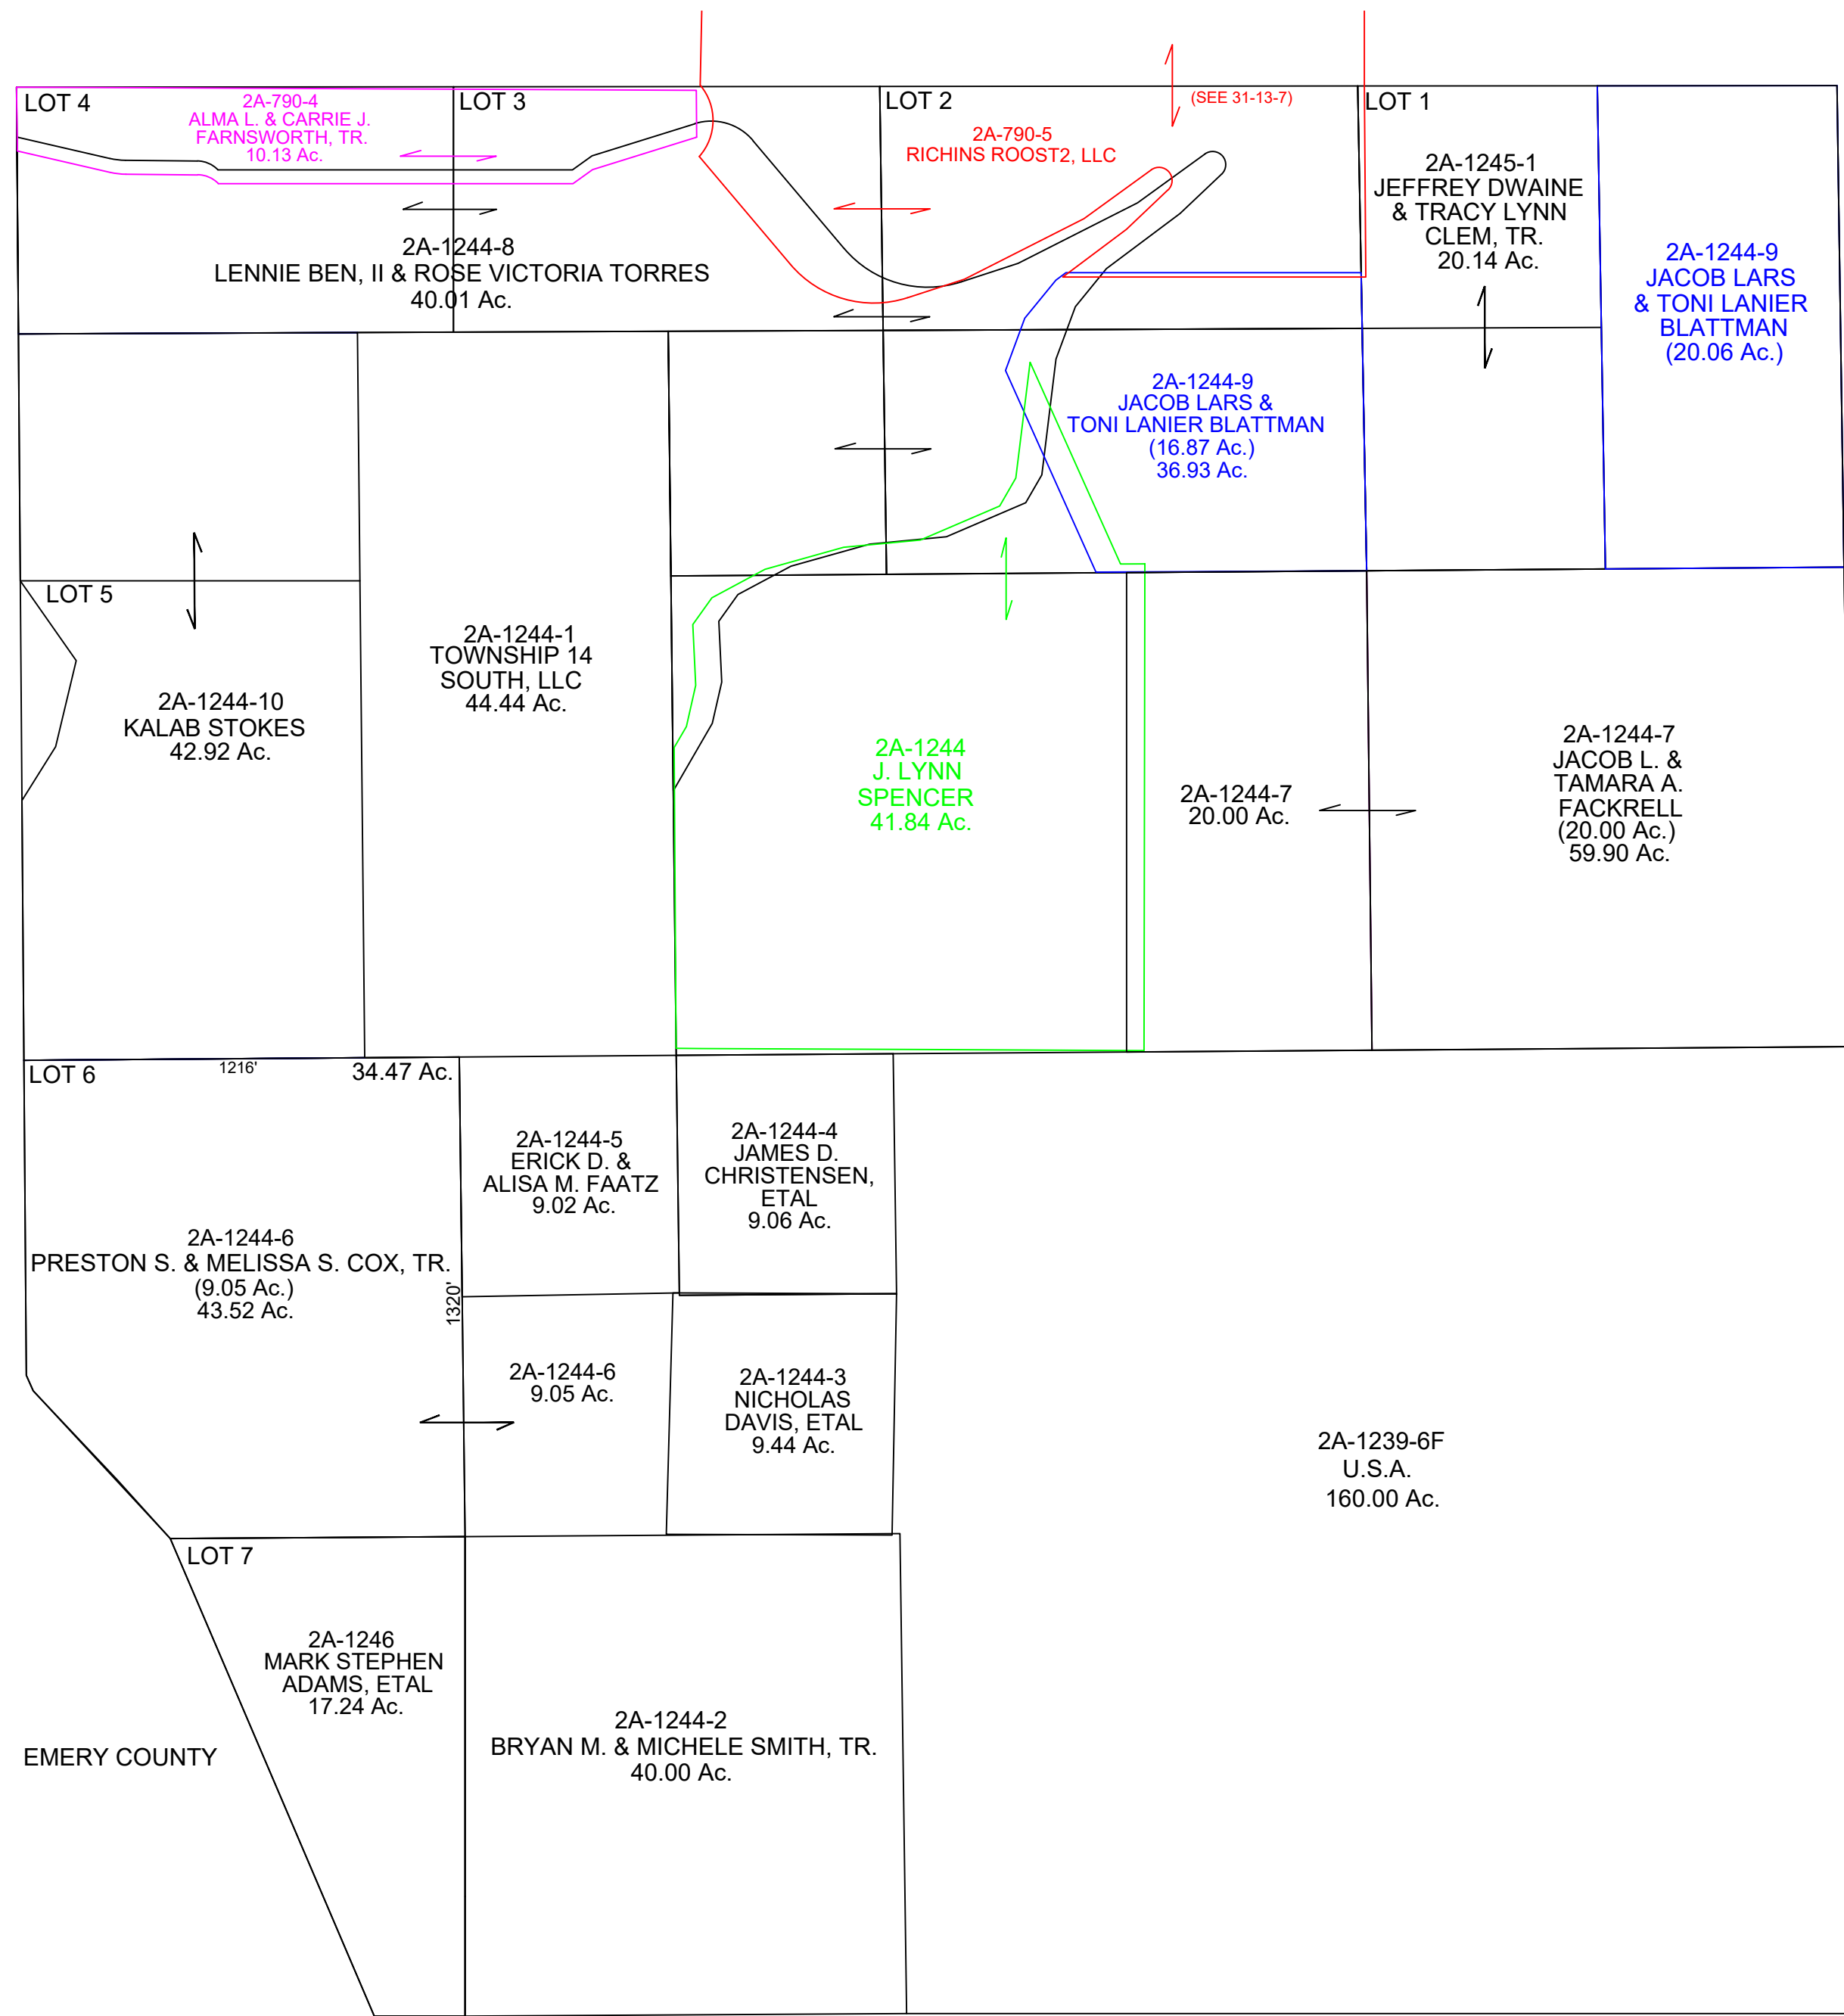 LOT 4
2A-790-4
ALMA L. & CARRIE J.
FARNSWORTH, TR.
10.13 Ac.
LOT 3
LOT 2
(SEE 31-13-7)
2A-790-5
RICHINS ROOST2, LLC
LOT 1
2A-1245-1
JEFFREY DWAINE
& TRACY LYNN
CLEM, TR.
20.14 Ac.
2A-1244-9
JACOB LARS
& TONI LANIER
BLATTMAN
(20.06 Ac.)
2A-1244-8
LENNIE BEN, II & ROSE VICTORIA TORRES
40.01 Ac.
2A-1244-9
JACOB LARS &
TONI LANIER BLATTMAN
(16.87 Ac.)
36.93 Ac.
LOT 5
2A-1244-10
KALAB STOKES
42.92 Ac.
2A-1244-1
TOWNSHIP 14
SOUTH, LLC
44.44 Ac.
2A-1244
J. LYNN
SPENCER
41.84 Ac.
2A-1244-7
20.00 Ac.
2A-1244-7
JACOB L. &
TAMARA A.
FACKRELL
(20.00 Ac.)
59.90 Ac.
LOT 6
1216'
34.47 Ac.
2A-1244-5
ERICK D. &
ALISA M. FAATZ
9.02 Ac.
2A-1244-4
JAMES D.
CHRISTENSEN,
ETAL
9.06 Ac.
2A-1244-6
PRESTON S. & MELISSA S. COX, TR.
(9.05 Ac.)
43.52 Ac.
1320'
2A-1244-6
9.05 Ac.
2A-1244-3
NICHOLAS
DAVIS, ETAL
9.44 Ac.
2A-1239-6F
U.S.A.
160.00 Ac.
LOT 7
2A-1246
MARK STEPHEN
ADAMS, ETAL
17.24 Ac.
2A-1244-2
BRYAN M. & MICHELE SMITH, TR.
40.00 Ac.
EMERY COUNTY